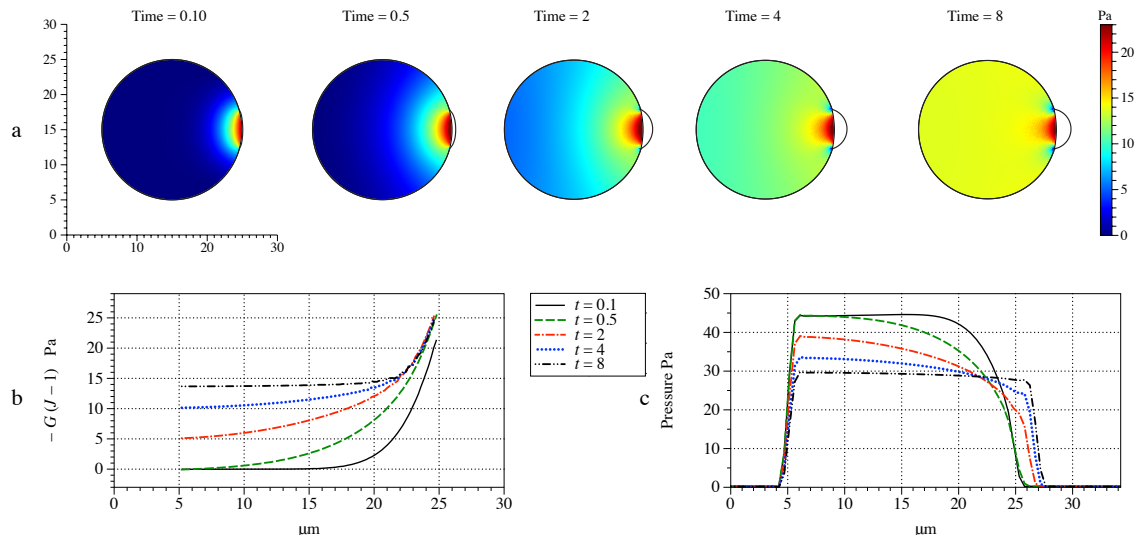 Time = 0.10 Time = 0.5 Time = 2 Time = 4 Time = 8 Pa
30
25
20
15
10
5
0
0 10 20 30
a
20
15
10
5
0
25
20
15
10
5
0
0 5 10 15 20 25 30
− G (J − 1) Pa
µm
b
t = 0.1
t = 0.5
t = 2
t = 4
t = 8
50
40
30
20
10
0
0 5 10 15 20 25 30
Pressure Pa
µm
c